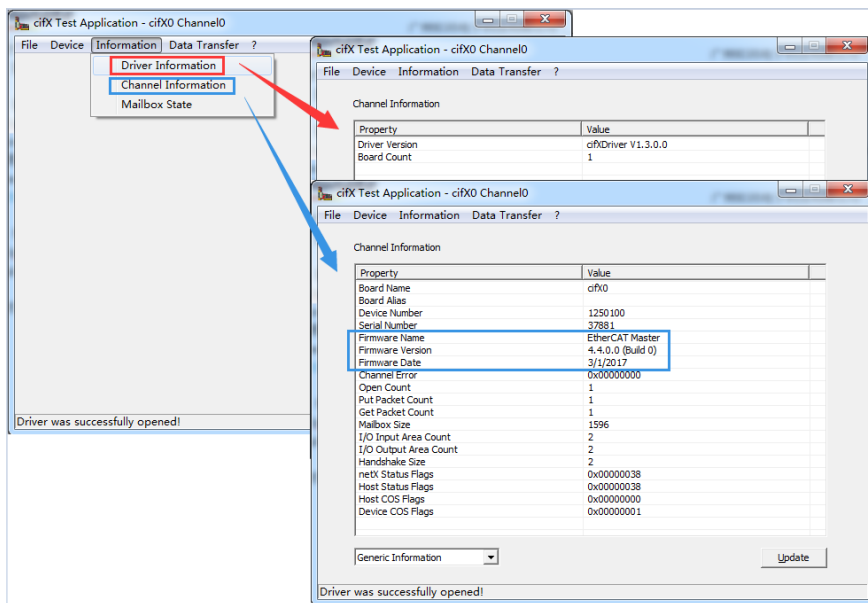 cifX Test Application - cifX0 Channel0
File Device Information Data Transfer ?
Driver Information
Channel Information
Mailbox State
Driver was successfully opened!
cifX Test Application - cifX0 Channel0
File Device Information Data Transfer ?
Channel Information
Property Value
Driver Version cifXDriver V1.3.0.0
Board Count 1
cifX Test Application - cifX0 Channel0
File Device Information Data Transfer ?
Channel Information
Property Value
Board Name cifX0
Board Alias
Device Number 1250100
Serial Number 37881
Firmware Name EtherCAT Master
Firmware Version 4.4.0.0 (Build 0)
Firmware Date 3/1/2017
Channel Error 0x00000000
Open Count 1
Put Packet Count 1
Get Packet Count 1
Mailbox Size 1596
I/O Input Area Count 2
I/O Output Area Count 2
Handshake Size 2
netX Status Flags 0x00000038
Host Status Flags 0x00000038
Host COS Flags 0x00000000
Device COS Flags 0x00000001
Generic Information Update
Driver was successfully opened!